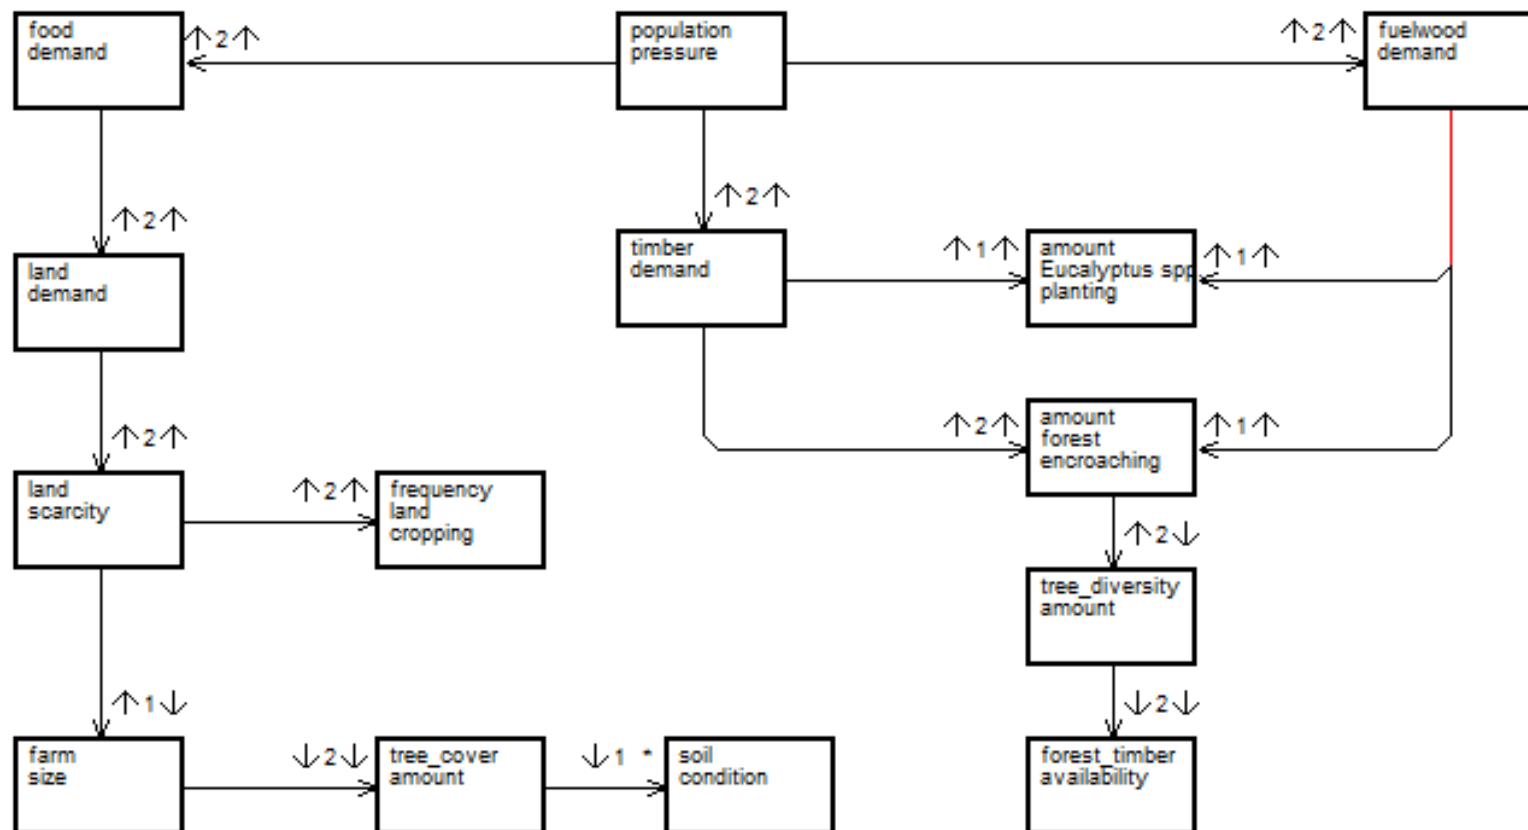 food
demand
↑2↑
population
pressure
↑2↑
fuelwood
demand
↑2↑
↑2↑
land
demand
timber
demand
↑1↑
amount
Eucalyptus spp
planting
↑1↑
↑2↑
↑2↑
amount
forest
encroaching
↑1↑
land
scarcity
↑2↑
frequency
land
cropping
↑2↓
tree_diversity
amount
↑1↓
↓2↓
farm
size
↓2↓
tree_cover
amount
↓1 *
soil
condition
forest_timber
availability